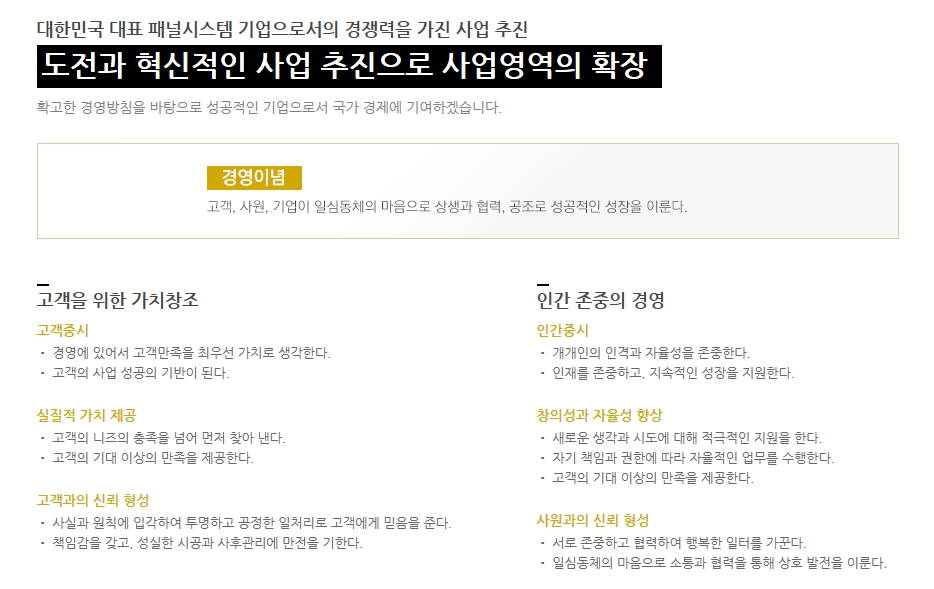 대한민국 대표 패널시스템 기업으로서의 경쟁력을 가진 사업 추진
도전과 혁신적인 사업 추진으로 사업영역의 확장
확고한 경영방침을 바탕으로 성공적인 기업으로서 국가 경제에 기여하겠습니다.
경영이념
고객, 사원, 기업이 일심동체의 마음으로 상생과 협력, 공조로 성공적인 성장을 이룬다.
고객을 위한 가치창조
고객중시
· 경영에 있어서 고객만족을 최우선 가치로 생각한다.
· 고객의 사업 성공의 기반이 된다.
실질적 가치 제공
· 고객의 니즈의 충족을 넘어 먼저 찾아 낸다.
· 고객의 기대 이상의 만족을 제공한다.
고객과의 신뢰 형성
· 사실과 원칙에 입각하여 투명하고 공정한 일처리로 고객에게 믿음을 준다.
· 책임감을 갖고, 성실한 시공과 사후관리에 만전을 기한다.
인간 존중의 경영
인간중시
· 개개인의 인격과 자율성을 존중한다.
· 인재를 존중하고, 지속적인 성장을 지원한다.
창의성과 자율성 향상
· 새로운 생각과 시도에 대해 적극적인 지원을 한다.
· 자기 책임과 권한에 따라 자율적인 업무를 수행한다.
· 고객의 기대 이상의 만족을 제공한다.
사원과의 신뢰 형성
· 서로 존중하고 협력하여 행복한 일터를 가꾼다.
· 일심동체의 마음으로 소통과 협력을 통해 상호 발전을 이룬다.